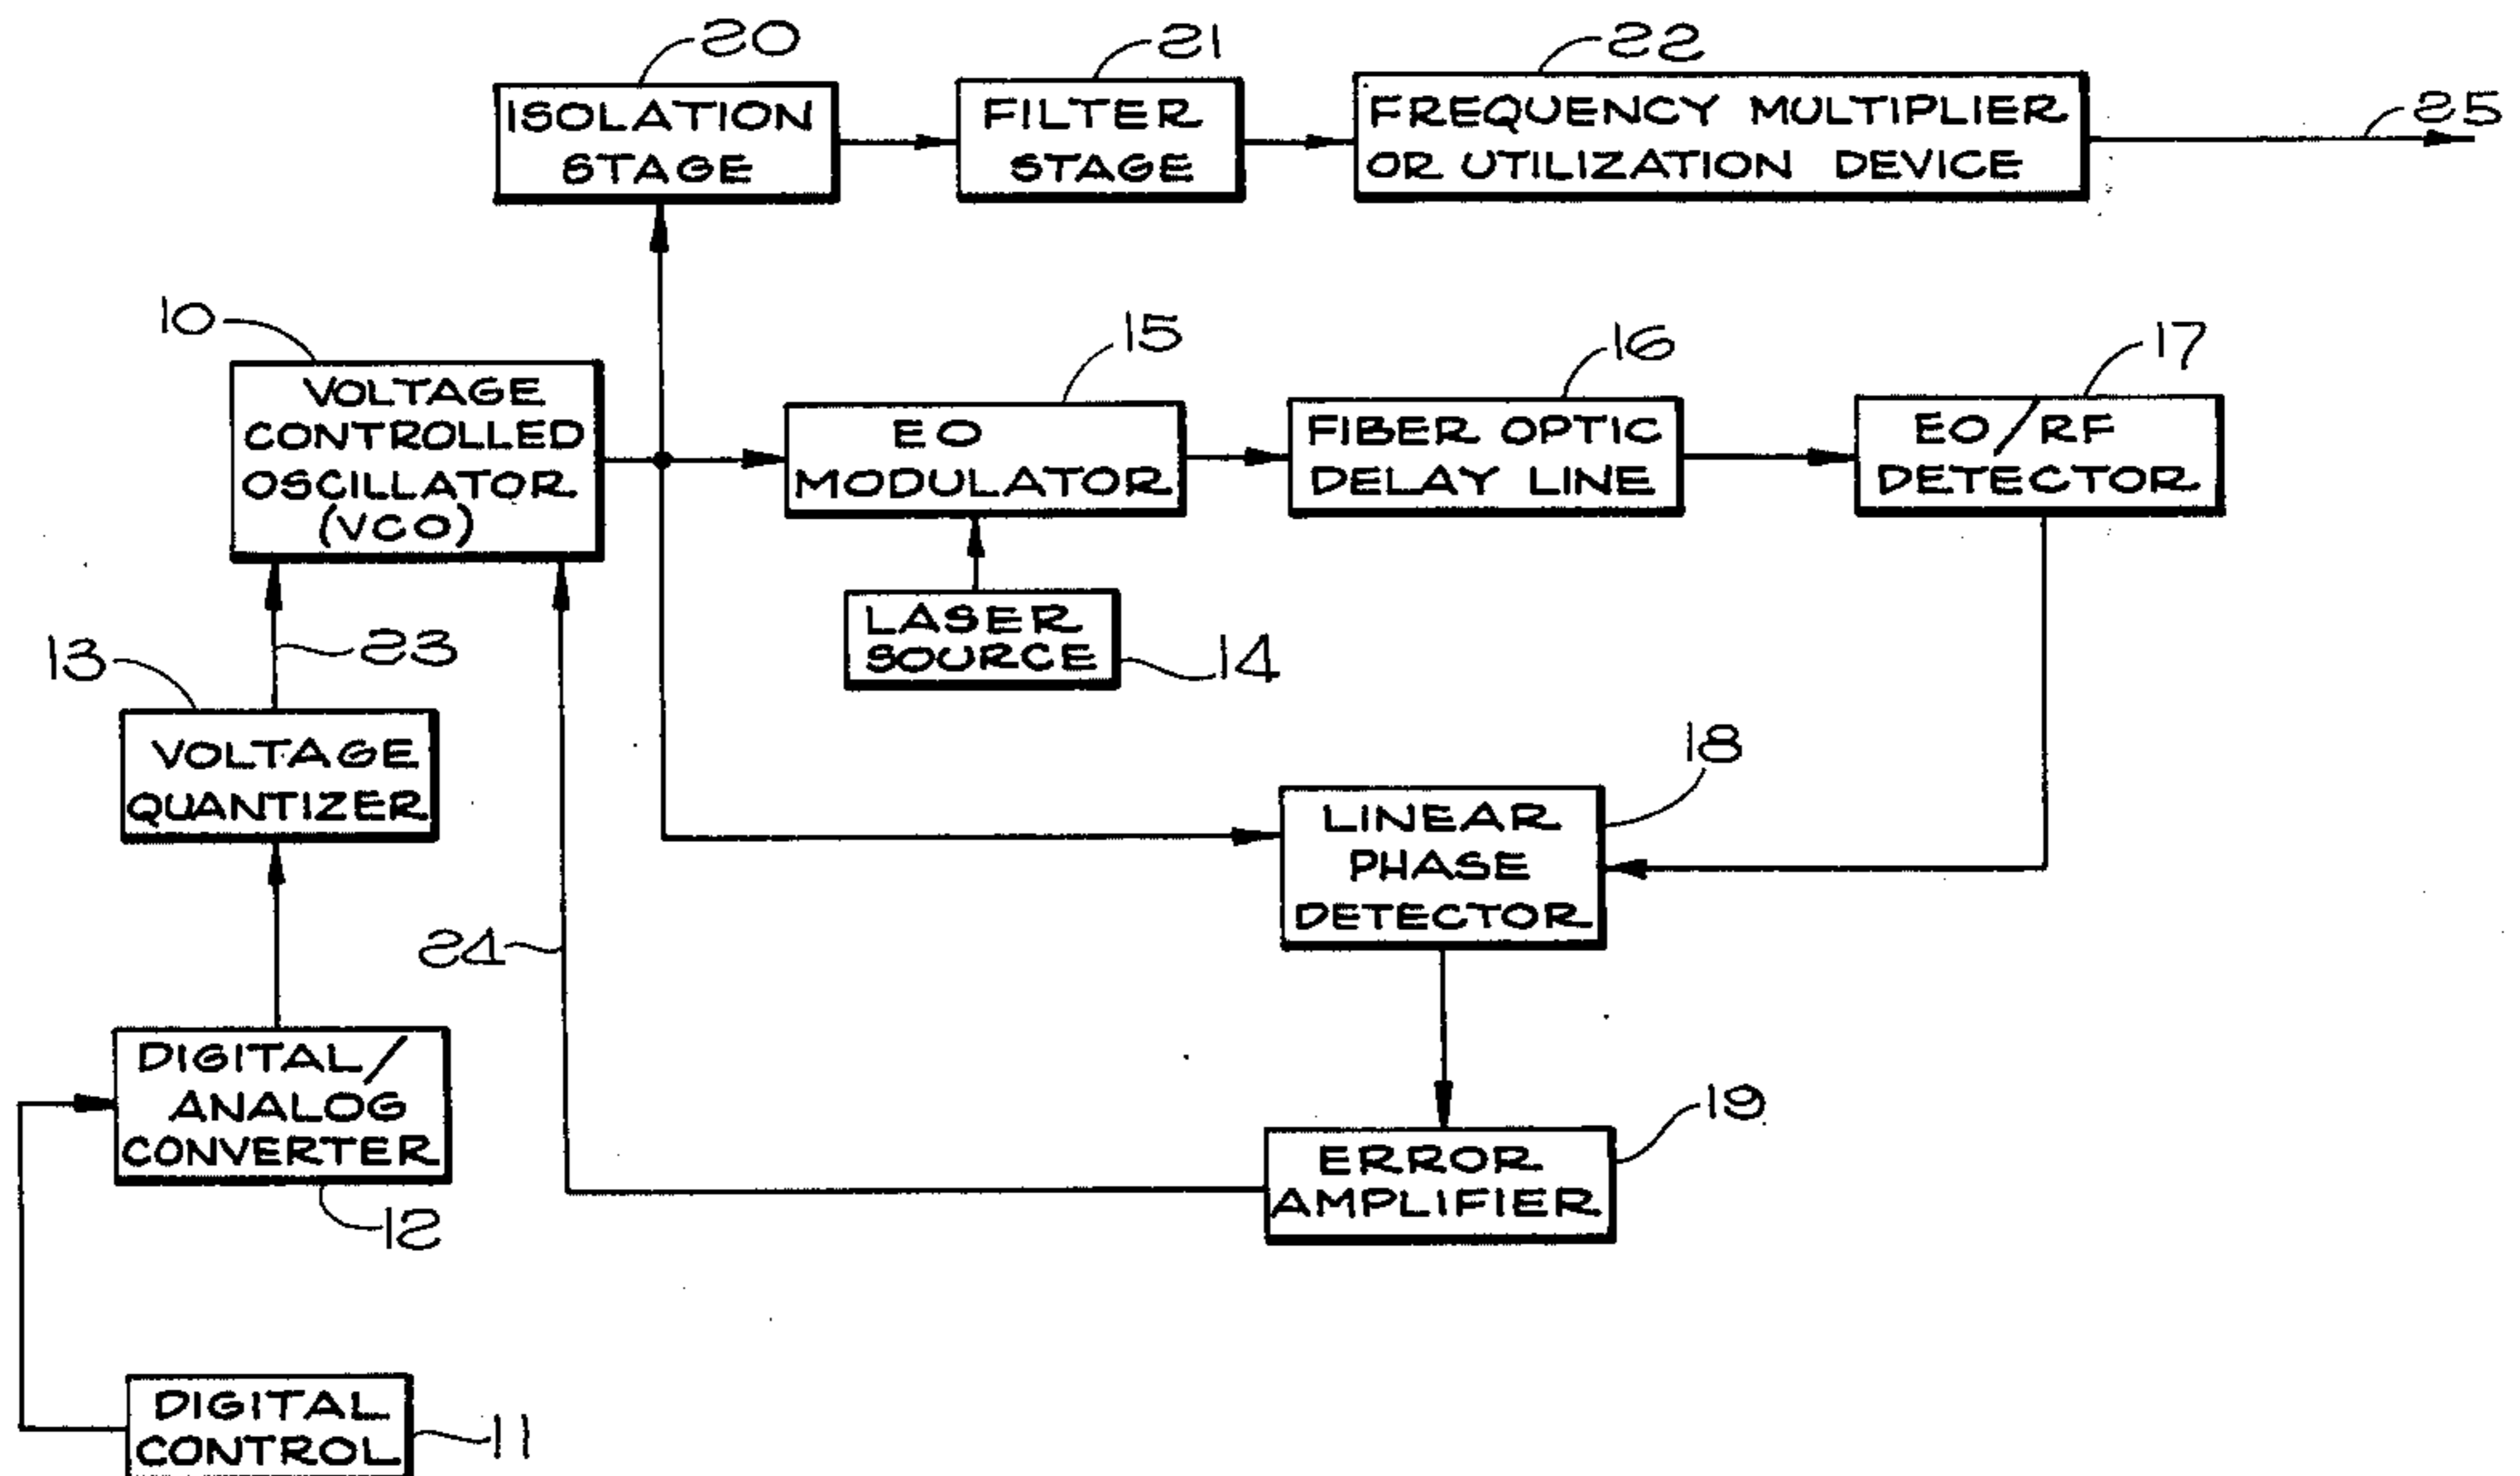 20
21
22
ISOLATION
STAGE
FILTER
STAGE
FREQUENCY MULTIPLIER
OR UTILIZATION DEVICE
25
10
15
16
17
VOLTAGE
CONTROLLED
OSCILLATOR
(VCO)
EO
MODULATOR
FIBER OPTIC
DELAY LINE
EO/RF
DETECTOR
LASER
SOURCE
14
13
23
VOLTAGE
QUANTIZER
18
LINEAR
PHASE
DETECTOR
24
DIGITAL/
ANALOG
CONVERTER
12
19
ERROR
AMPLIFIER
DIGITAL
CONTROL
11